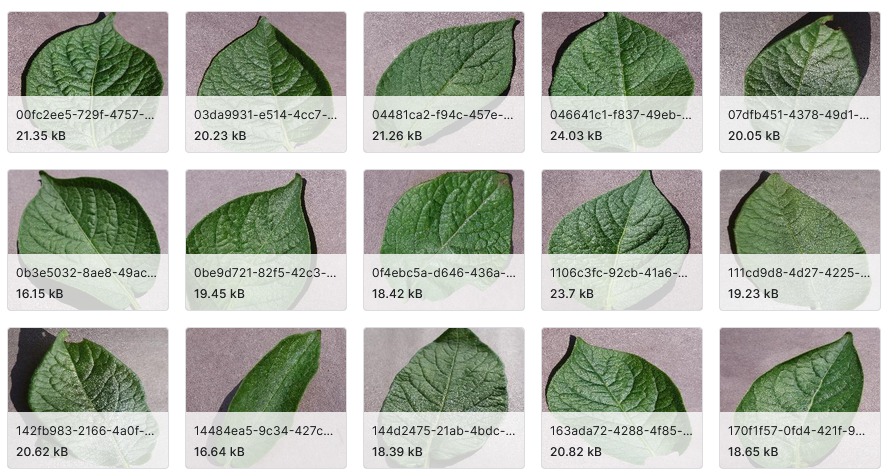 00fc2ee5-729f-4757-...
21.35 kB
03da9931-e514-4cc7-...
20.23 kB
04481ca2-f94c-457e-...
21.26 kB
046641c1-f837-49eb-...
24.03 kB
07dfb451-4378-49d1-...
20.05 kB
0b3e5032-8ae8-49ac...
16.15 kB
0be9d721-82f5-42c3-...
19.45 kB
0f4ebc5a-d646-436a-...
18.42 kB
1106c3fc-92cb-41a6-...
23.7 kB
111cd9d8-4d27-4225-...
19.23 kB
142fb983-2166-4a0f-...
20.62 kB
14484ea5-9c34-427c...
16.64 kB
144d2475-21ab-4bdc-...
18.39 kB
163ada72-4288-4f85-...
20.82 kB
170f1f57-0fd4-421f-9...
18.65 kB